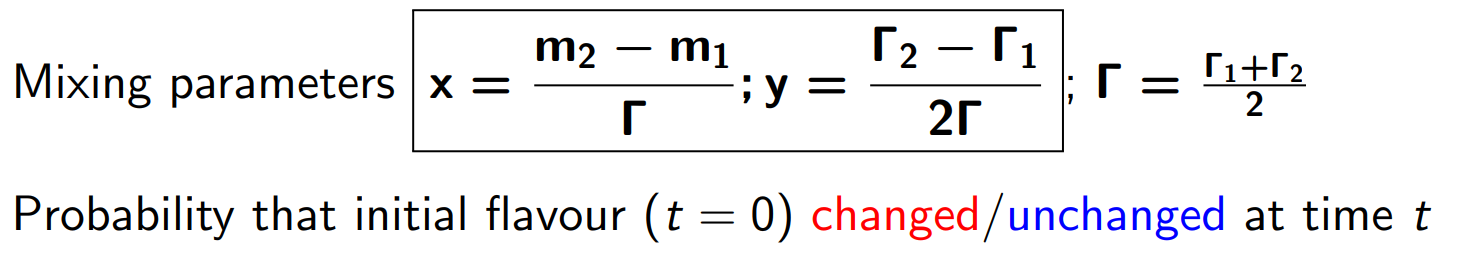 Mixing parameters x = (m₂ − m₁)/Γ ; y = (Γ₂ − Γ₁)/2Γ ; Γ = (Γ₁+Γ₂)/2
Probability that initial flavour (t = 0) changed/unchanged at time t